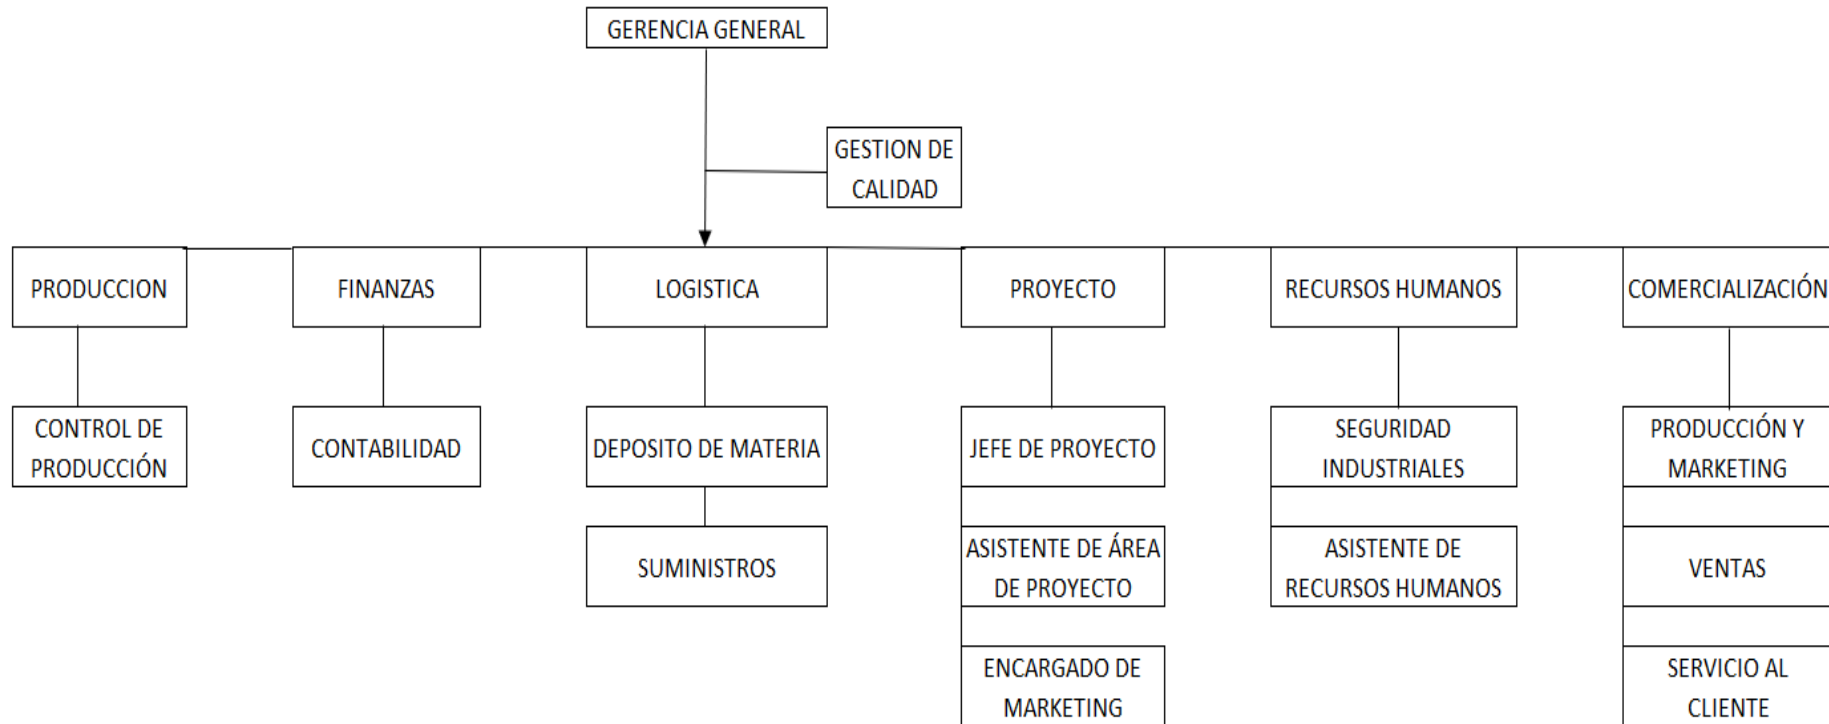 GERENCIA GENERAL
GESTION DE
CALIDAD
PRODUCCION
FINANZAS
LOGISTICA
PROYECTO
RECURSOS HUMANOS
COMERCIALIZACIÓN
CONTROL DE
PRODUCCIÓN
CONTABILIDAD
DEPOSITO DE MATERIA
JEFE DE PROYECTO
SEGURIDAD
INDUSTRIALES
PRODUCCIÓN Y
MARKETING
SUMINISTROS
ASISTENTE DE ÁREA
DE PROYECTO
ASISTENTE DE
RECURSOS HUMANOS
VENTAS
ENCARGADO DE
MARKETING
SERVICIO AL
CLIENTE